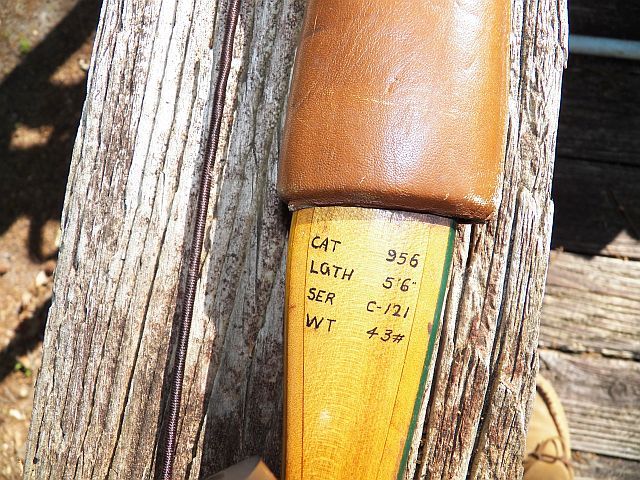 CAT 956
LGTH 5'6"
SER C-121
WT 43#